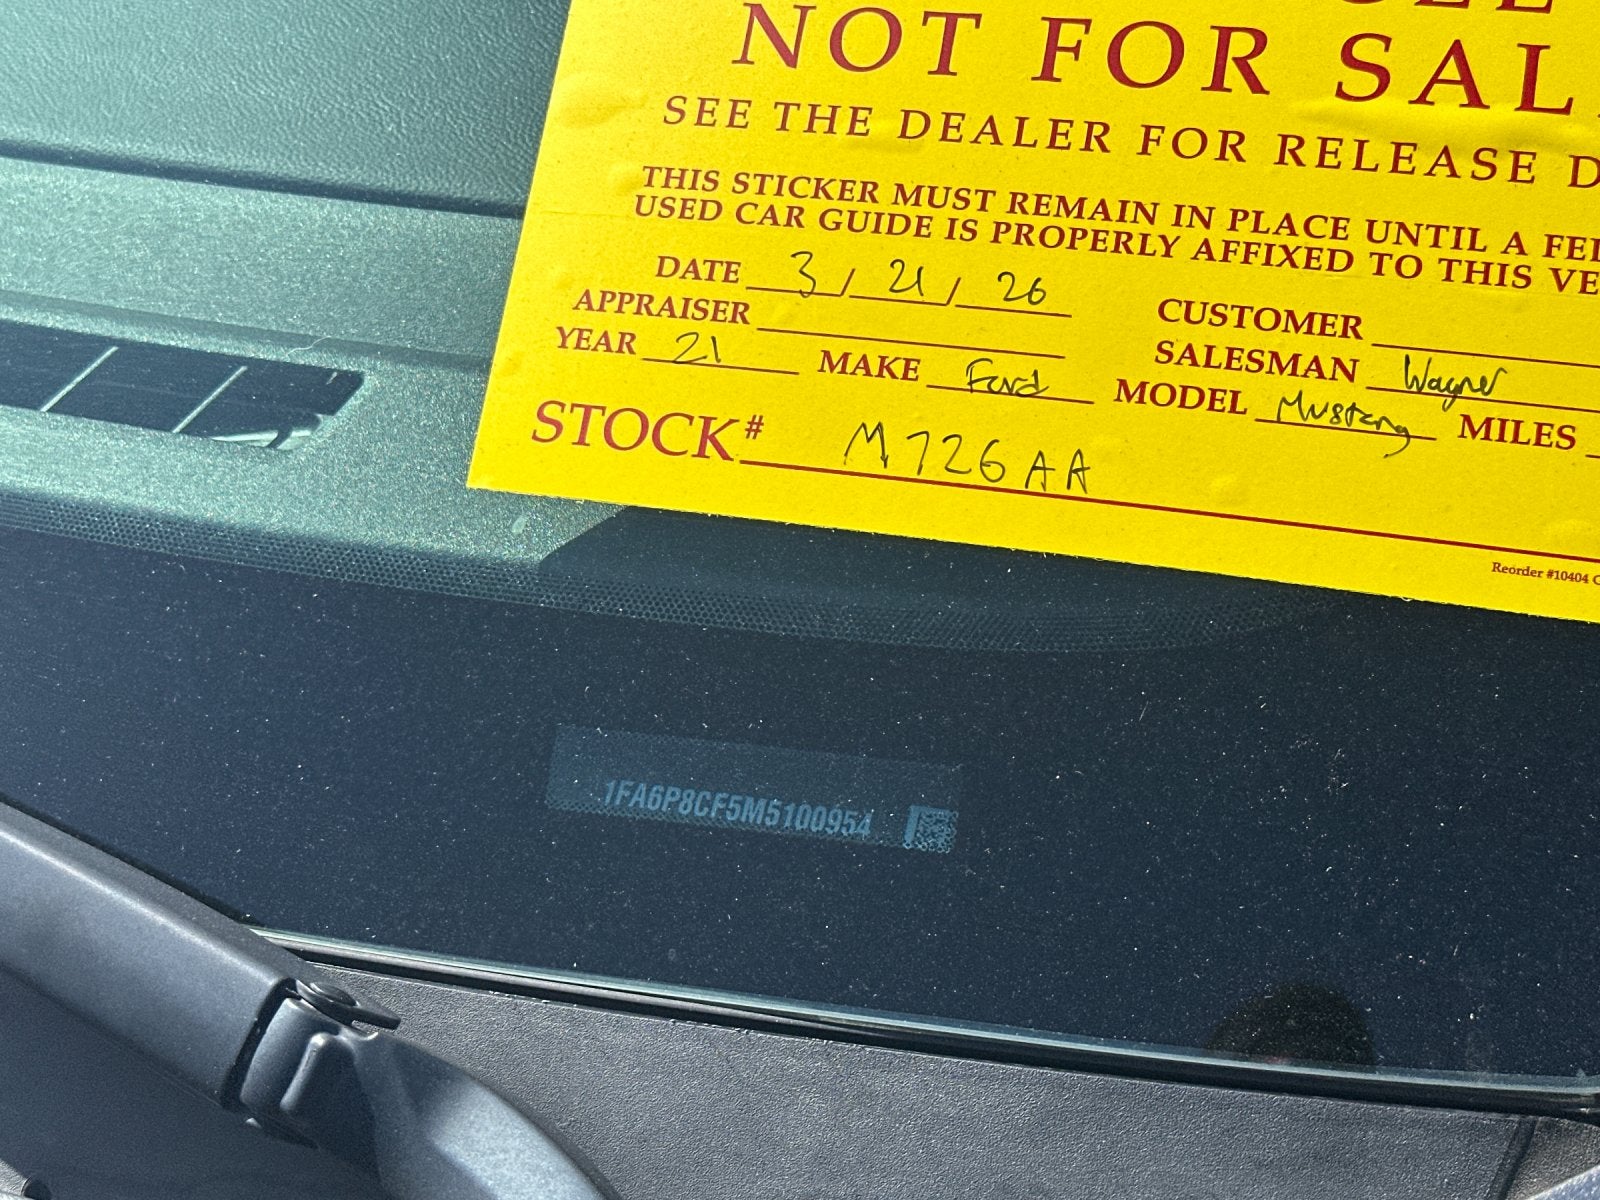 NOT FOR SAL
SEE THE DEALER FOR RELEASE D
THIS STICKER MUST REMAIN IN PLACE UNTIL A FE
USED CAR GUIDE IS PROPERLY AFFIXED TO THIS VE
DATE 3 / 21 / 26
APPRAISER
CUSTOMER
YEAR 21 MAKE Ford
SALESMAN Wagner
MODEL Mustang MILES
STOCK# M726AA
Reorder #10404
1FA6P8CF5M5100954